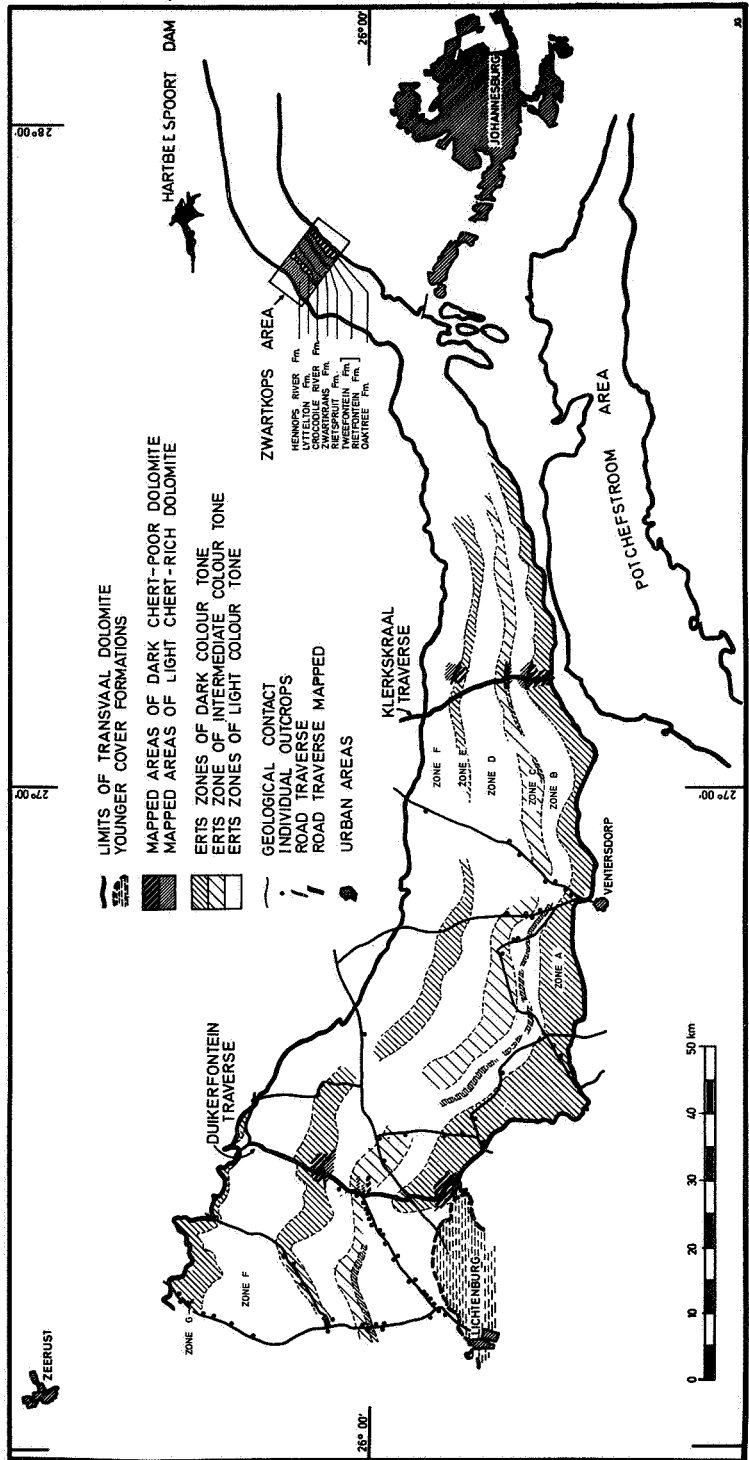 28° 00'
HARTBEESPOORT DAM
26° 00'
JOHANNESBURG
JG
ZWARTKOPS AREA
HENNOPS RIVER Fm.
LYTTELTON Fm.
CROCODILE RIVER Fm.
ZWARTKRANS Fm.
RIETSPRUIT Fm.
TWEEFONTEIN Fm.
RIETFONTEIN Fm.
OAKTREE Fm.
POTCHEFSTROOM AREA
LIMITS OF TRANSVAAL DOLOMITE
YOUNGER COVER FORMATIONS
MAPPED AREAS OF DARK CHERT-POOR DOLOMITE
MAPPED AREAS OF LIGHT CHERT-RICH DOLOMITE
ERTS ZONES OF DARK COLOUR TONE
ERTS ZONE OF INTERMEDIATE COLOUR TONE
ERTS ZONES OF LIGHT COLOUR TONE
GEOLOGICAL CONTACT
INDIVIDUAL OUTCROPS
ROAD TRAVERSE
ROAD TRAVERSE MAPPED
URBAN AREAS
27° 00'
KLERKSKRAAL
TRAVERSE
ZONE F
ZONE E
ZONE D
ZONE C
ZONE B
27° 00'
VENTERSDORP
ZONE A
DUIKERFONTEIN
TRAVERSE
ZONE G
ZONE F
ZEERUST
LICHTENBURG
26° 00'
0 10 20 30 40 50 km